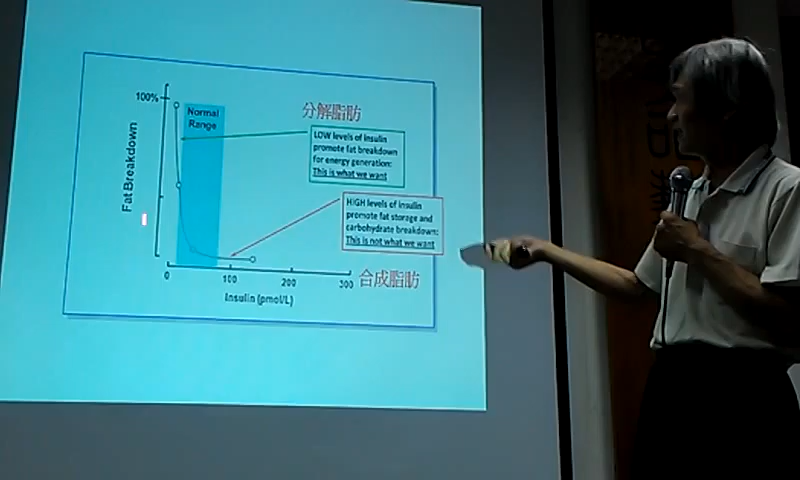 100%
Normal
Range
分解脂肪
LOW levels of insulin
promote fat breakdown
for energy generation:
This is what we want
Fat Breakdown
HIGH levels of insulin
promote fat storage and
carbohydrate breakdown:
This is not what we want
0
100
200
300
合成脂肪
Insulin (pmol/L)